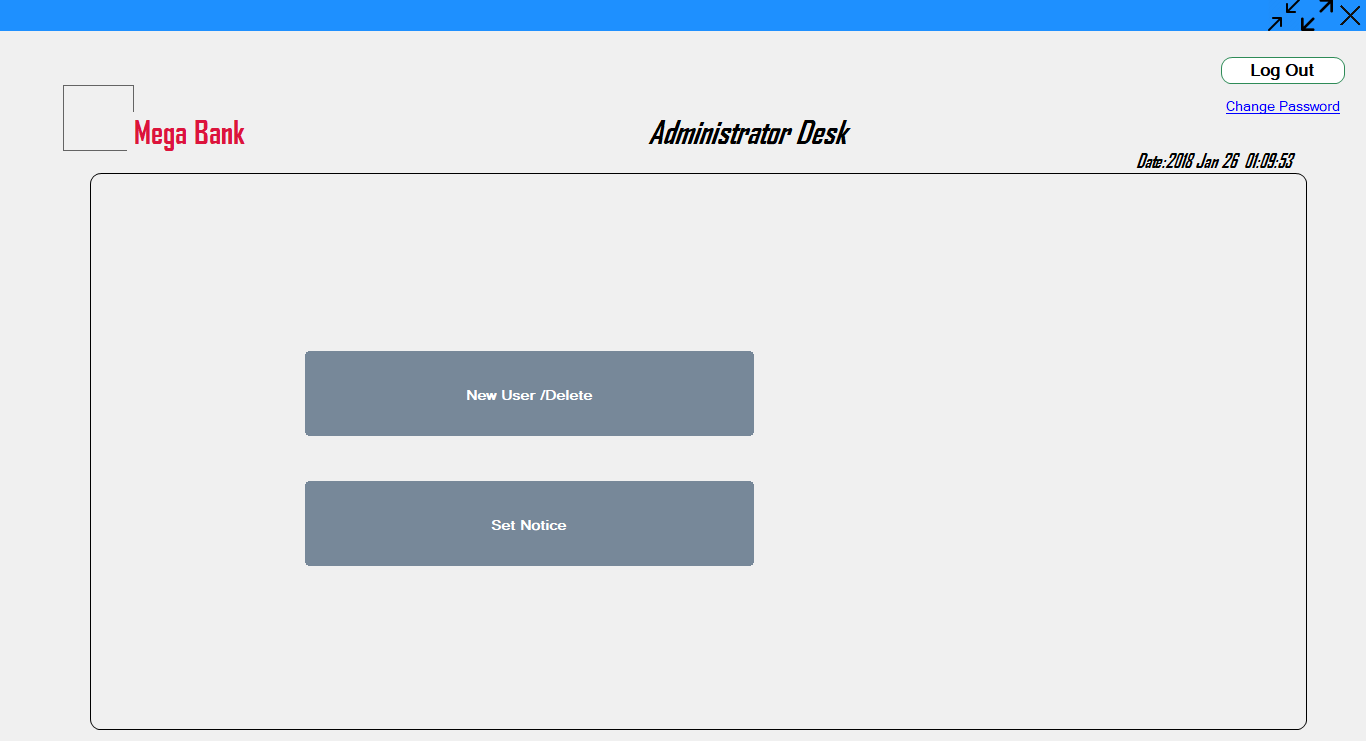 Log Out
Change Password
Mega Bank
Administrator Desk
Date:2018 Jan 26 01:09:53
New User /Delete
Set Notice